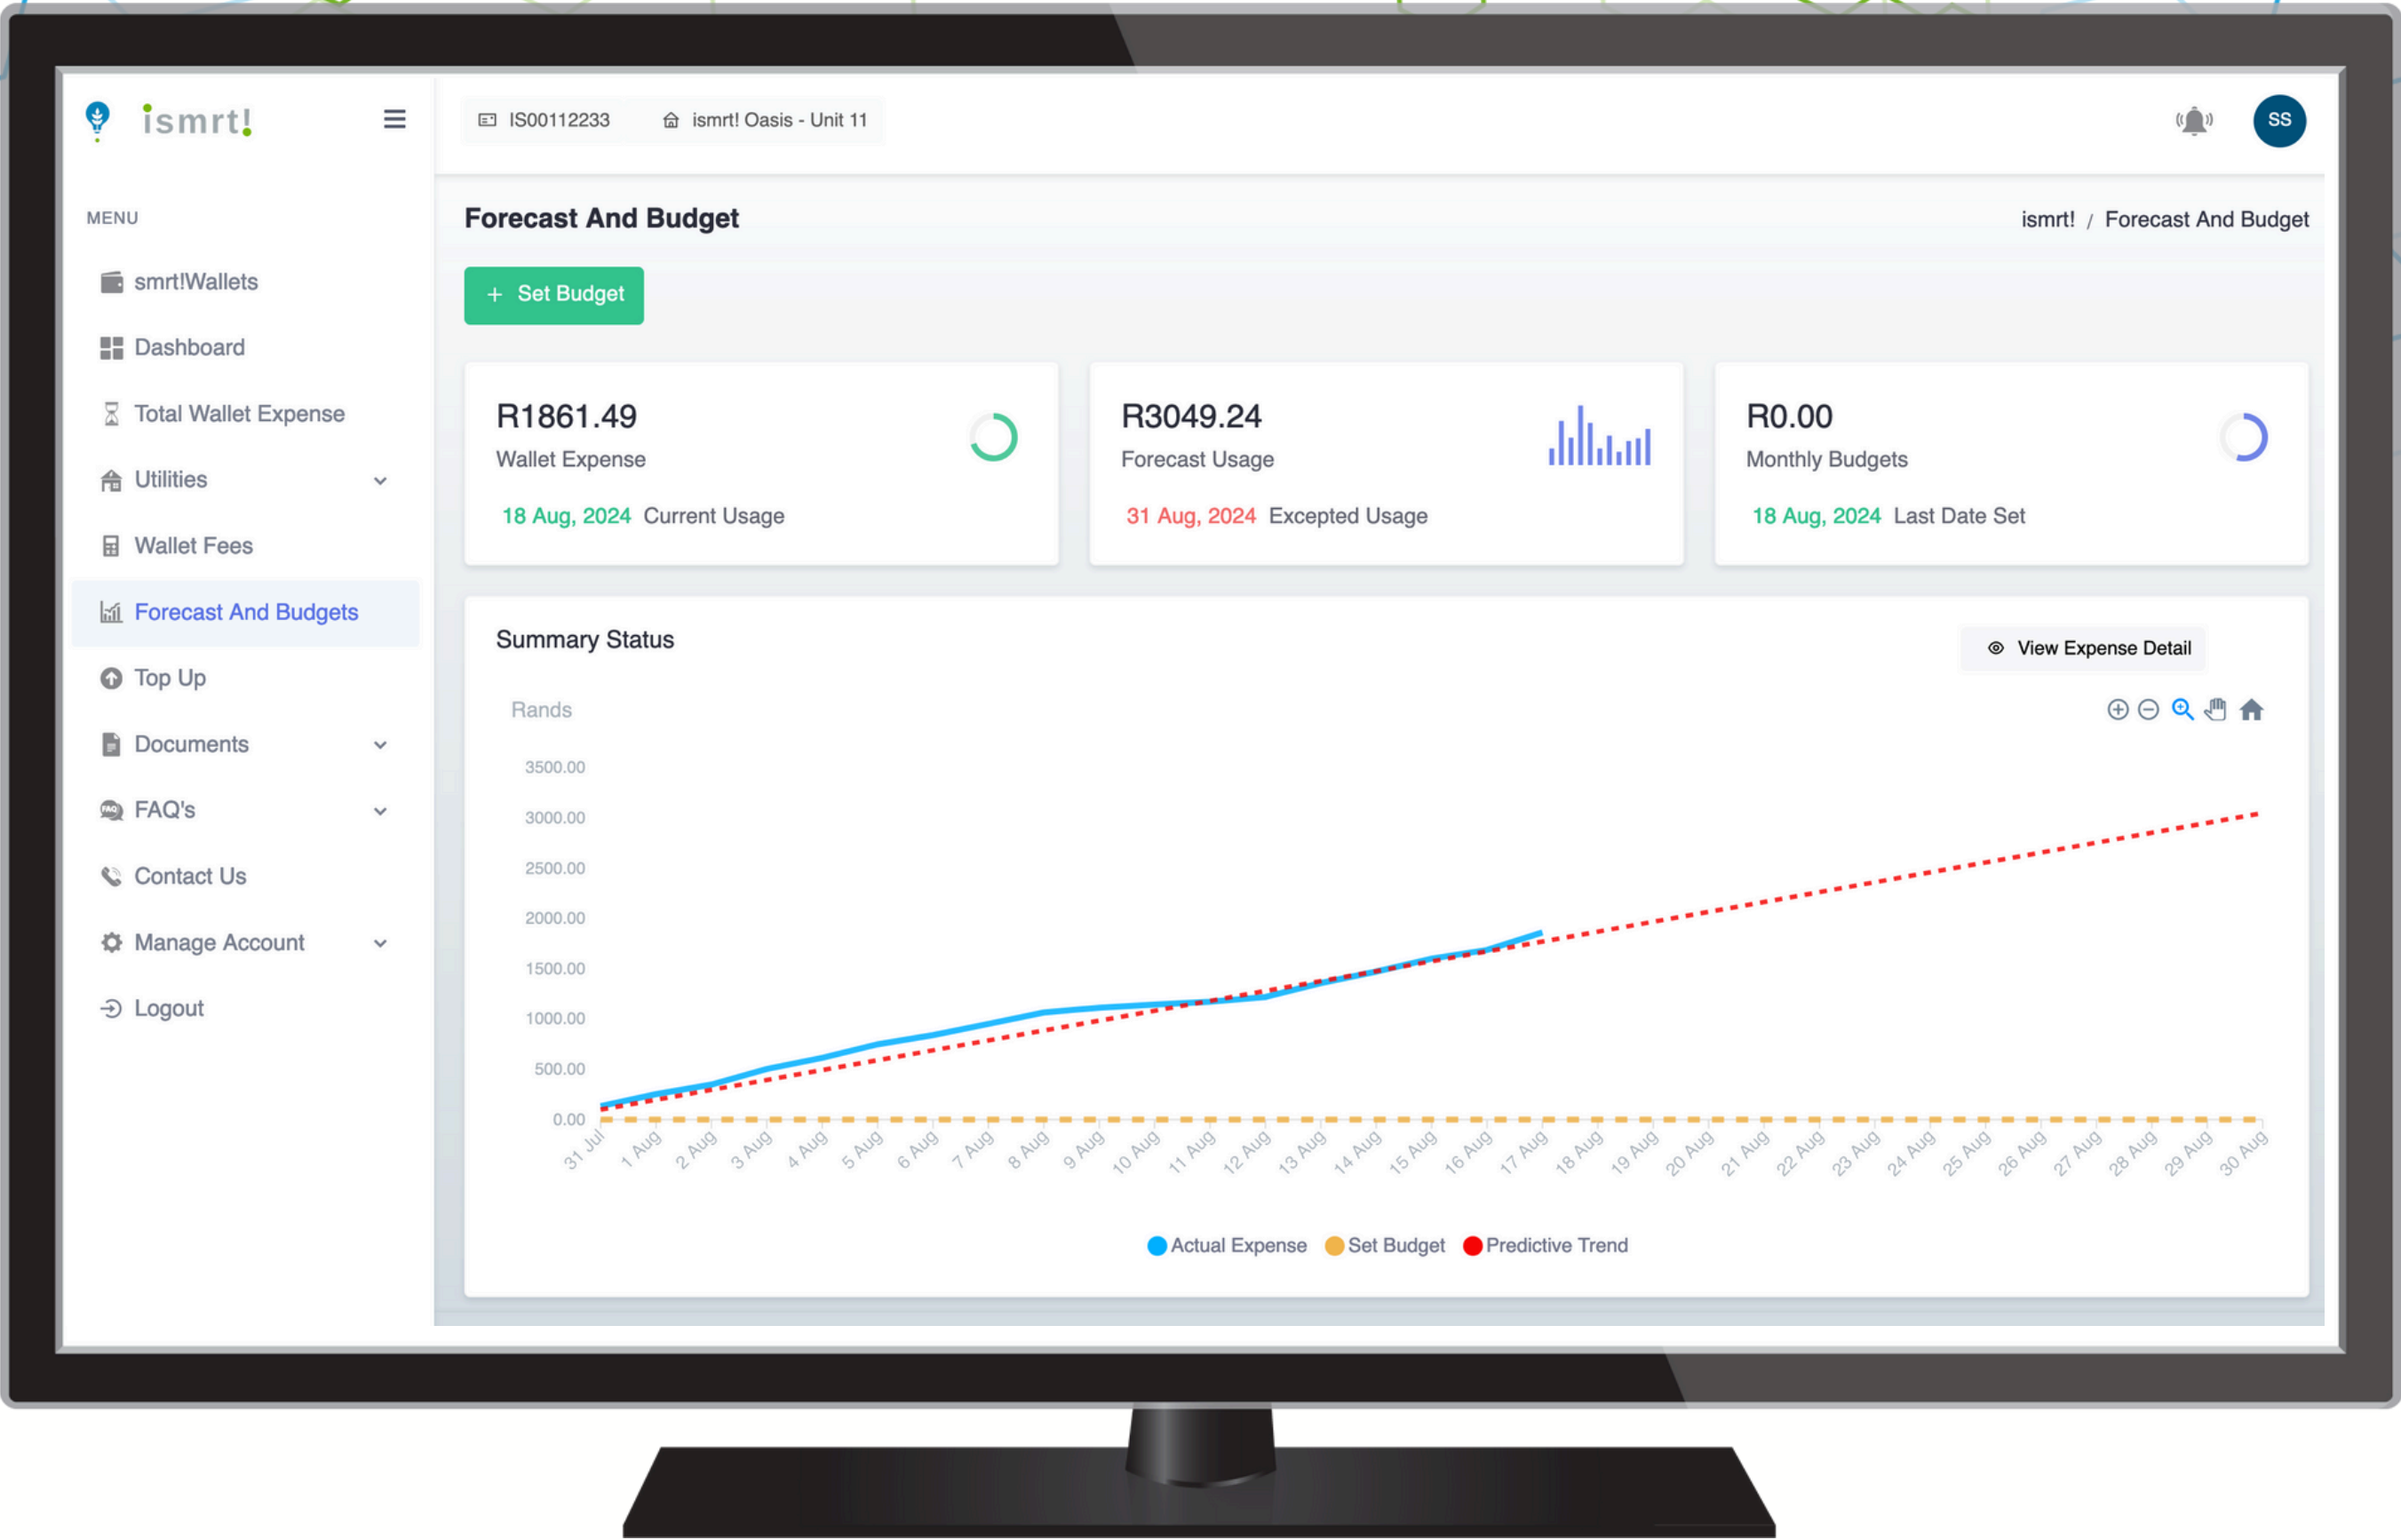 ismrt!
IS00112233
ismrt! Oasis - Unit 11
SS
MENU
smrt!Wallets
Dashboard
Total Wallet Expense
Utilities
Wallet Fees
Forecast And Budgets
Top Up
Documents
FAQ
FAQ's
Contact Us
Manage Account
Logout
Forecast And Budget
ismrt! / Forecast And Budget
+ Set Budget
R1861.49
Wallet Expense
18 Aug, 2024 Current Usage
R3049.24
Forecast Usage
31 Aug, 2024 Excepted Usage
R0.00
Monthly Budgets
18 Aug, 2024 Last Date Set
Summary Status
View Expense Detail
Rands
3500.00
3000.00
2500.00
2000.00
1500.00
1000.00
500.00
0.00
31 Jul
1 Aug
2 Aug
3 Aug
4 Aug
5 Aug
6 Aug
7 Aug
8 Aug
9 Aug
10 Aug
11 Aug
12 Aug
13 Aug
14 Aug
15 Aug
16 Aug
17 Aug
18 Aug
19 Aug
20 Aug
21 Aug
22 Aug
23 Aug
24 Aug
25 Aug
26 Aug
27 Aug
28 Aug
29 Aug
30 Aug
Actual Expense
Set Budget
Predictive Trend